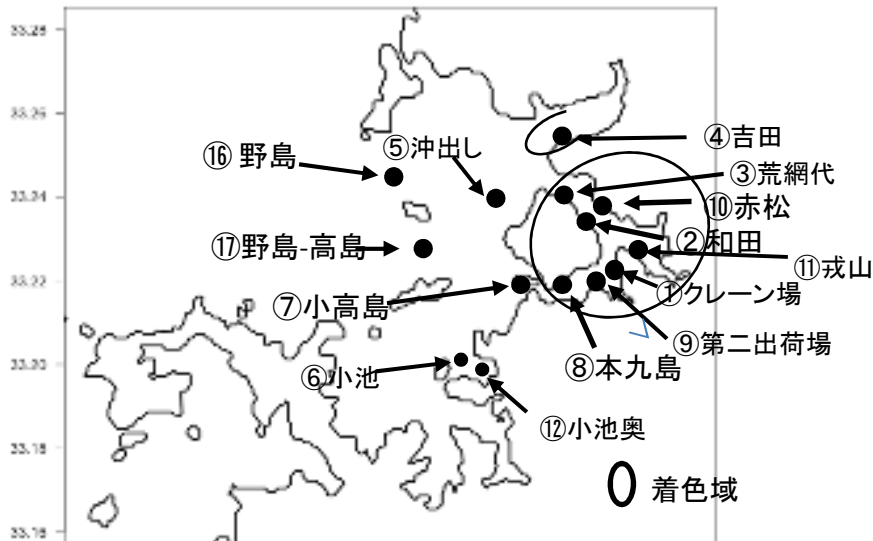 33.28
33.26
33.24
33.22
33.20
33.18
33.16
④吉田
⑤沖出し
⑯ 野島
③荒網代
⑩赤松
②和田
⑰野島-高島
⑪戎山
①クレーン場
⑦小高島
⑨第二出荷場
⑧本九島
⑥小池
⑫小池奥
着色域